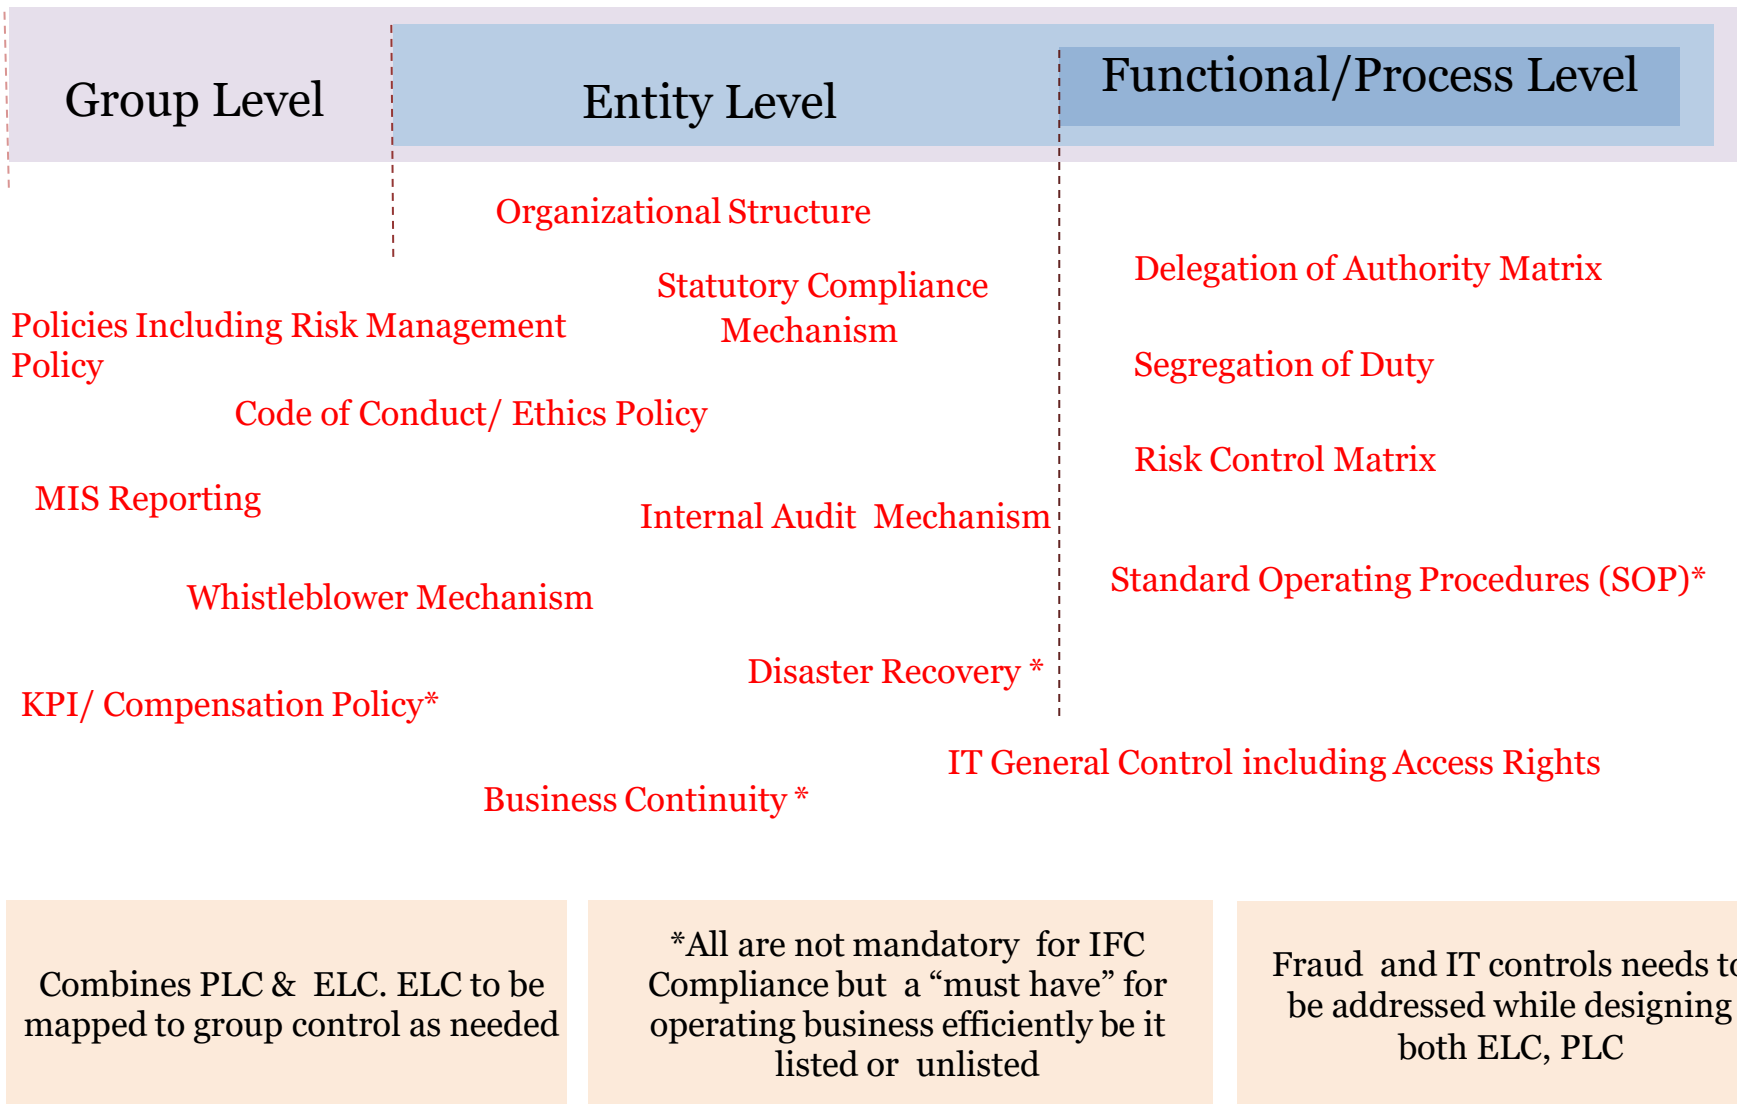 Group Level
Entity Level
Functional/Process Level
Organizational Structure
Delegation of Authority Matrix
Statutory Compliance
Mechanism
Policies Including Risk Management
Policy
Segregation of Duty
Code of Conduct/ Ethics Policy
Risk Control Matrix
MIS Reporting
Internal Audit Mechanism
Standard Operating Procedures (SOP)*
Whistleblower Mechanism
Disaster Recovery *
KPI/ Compensation Policy*
IT General Control including Access Rights
Business Continuity *
Combines PLC & ELC. ELC to be
mapped to group control as needed
*All are not mandatory for IFC
Compliance but a “must have” for
operating business efficiently be it
listed or unlisted
Fraud and IT controls needs to
be addressed while designing
both ELC, PLC